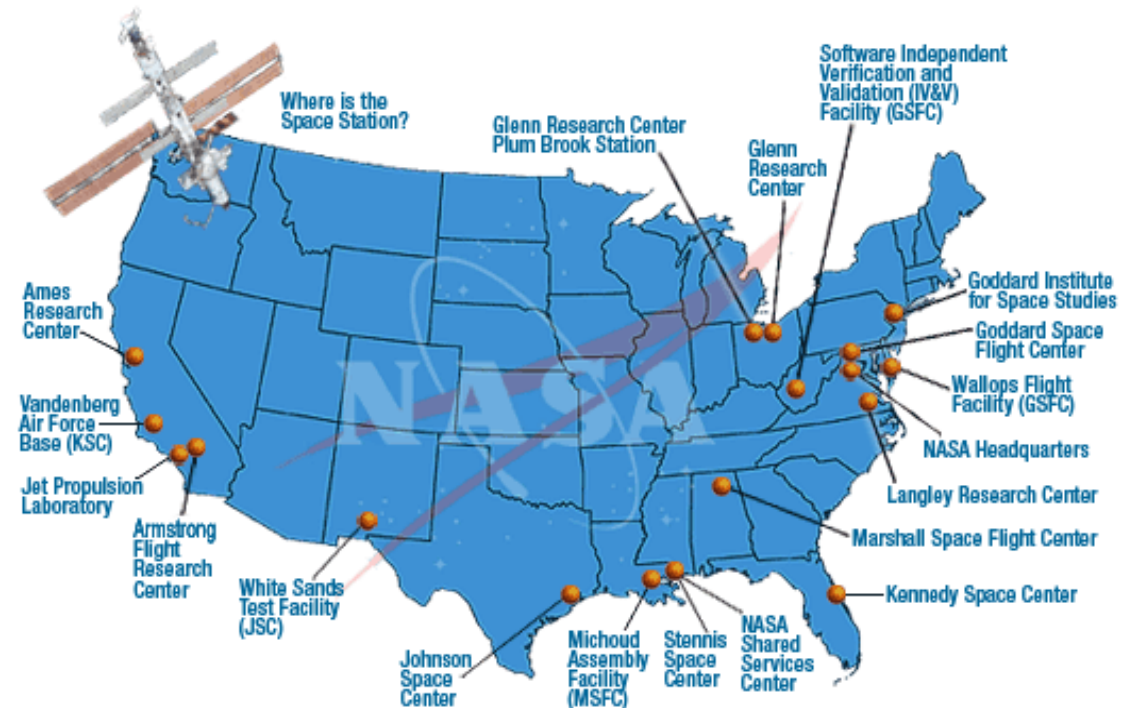 Where is the
Space Station?
Software Independent
Verification and
Validation (IV&V)
Facility (GSFC)
Glenn Research Center
Plum Brook Station
Glenn
Research
Center
Ames
Research
Center
Goddard Institute
for Space Studies
Goddard Space
Flight Center
Wallops Flight
Facility (GSFC)
NASA
Vandenberg
Air Force
Base (KSC)
NASA Headquarters
Jet Propulsion
Laboratory
Langley Research Center
Armstrong
Flight
Research
Center
Marshall Space Flight Center
White Sands
Test Facility
(JSC)
Kennedy Space Center
Johnson
Space
Center
Michoud
Assembly
Facility
(MSFC)
Stennis
Space
Center
NASA
Shared
Services
Center